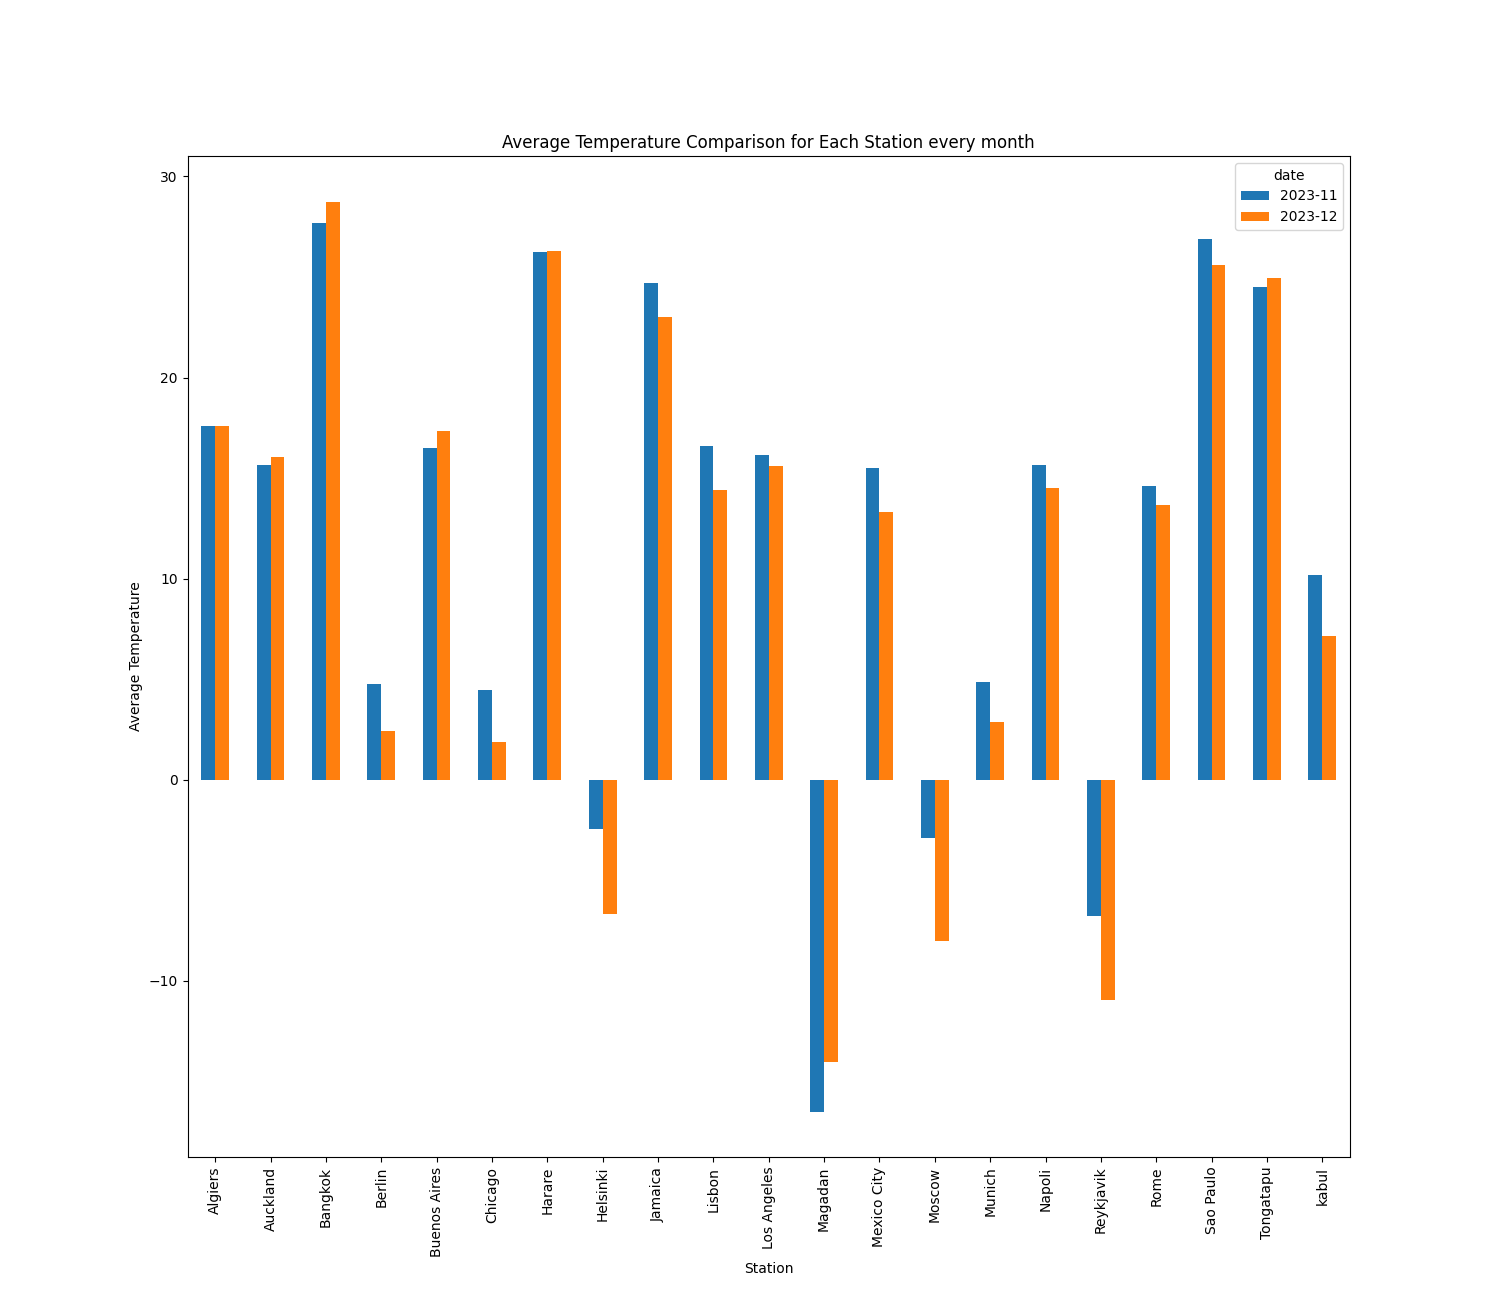 Average Temperature Comparison for Each Station every month
date
2023-11
2023-12
30
20
10
0
−10
Average Temperature
Algiers
Auckland
Bangkok
Berlin
Buenos Aires
Chicago
Harare
Helsinki
Jamaica
Lisbon
Los Angeles
Magadan
Mexico City
Moscow
Munich
Napoli
Reykjavik
Rome
Sao Paulo
Tongatapu
kabul
Station